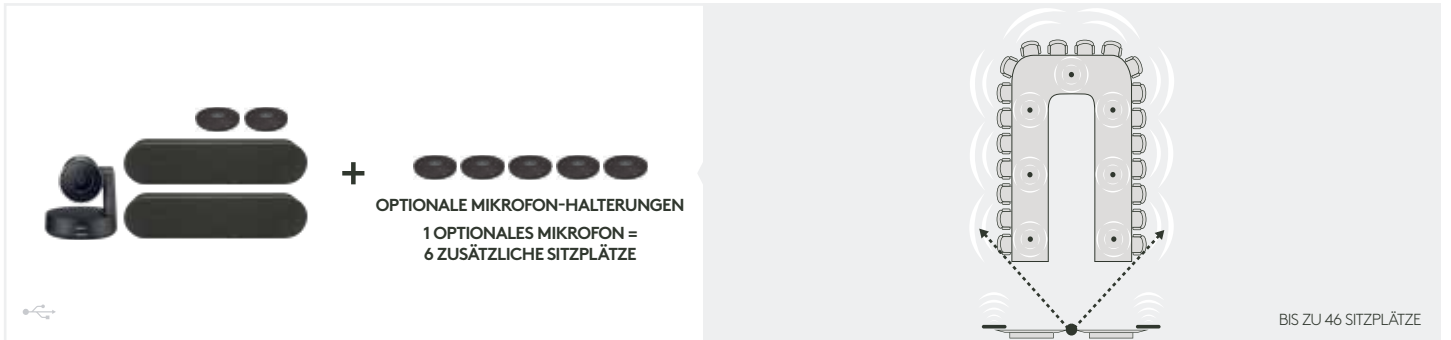 +
OPTIONALE MIKROFON-HALTERUNGEN
1 OPTIONALES MIKROFON =
6 ZUSÄTZLICHE SITZPLÄTZE
BIS ZU 46 SITZPLÄTZE